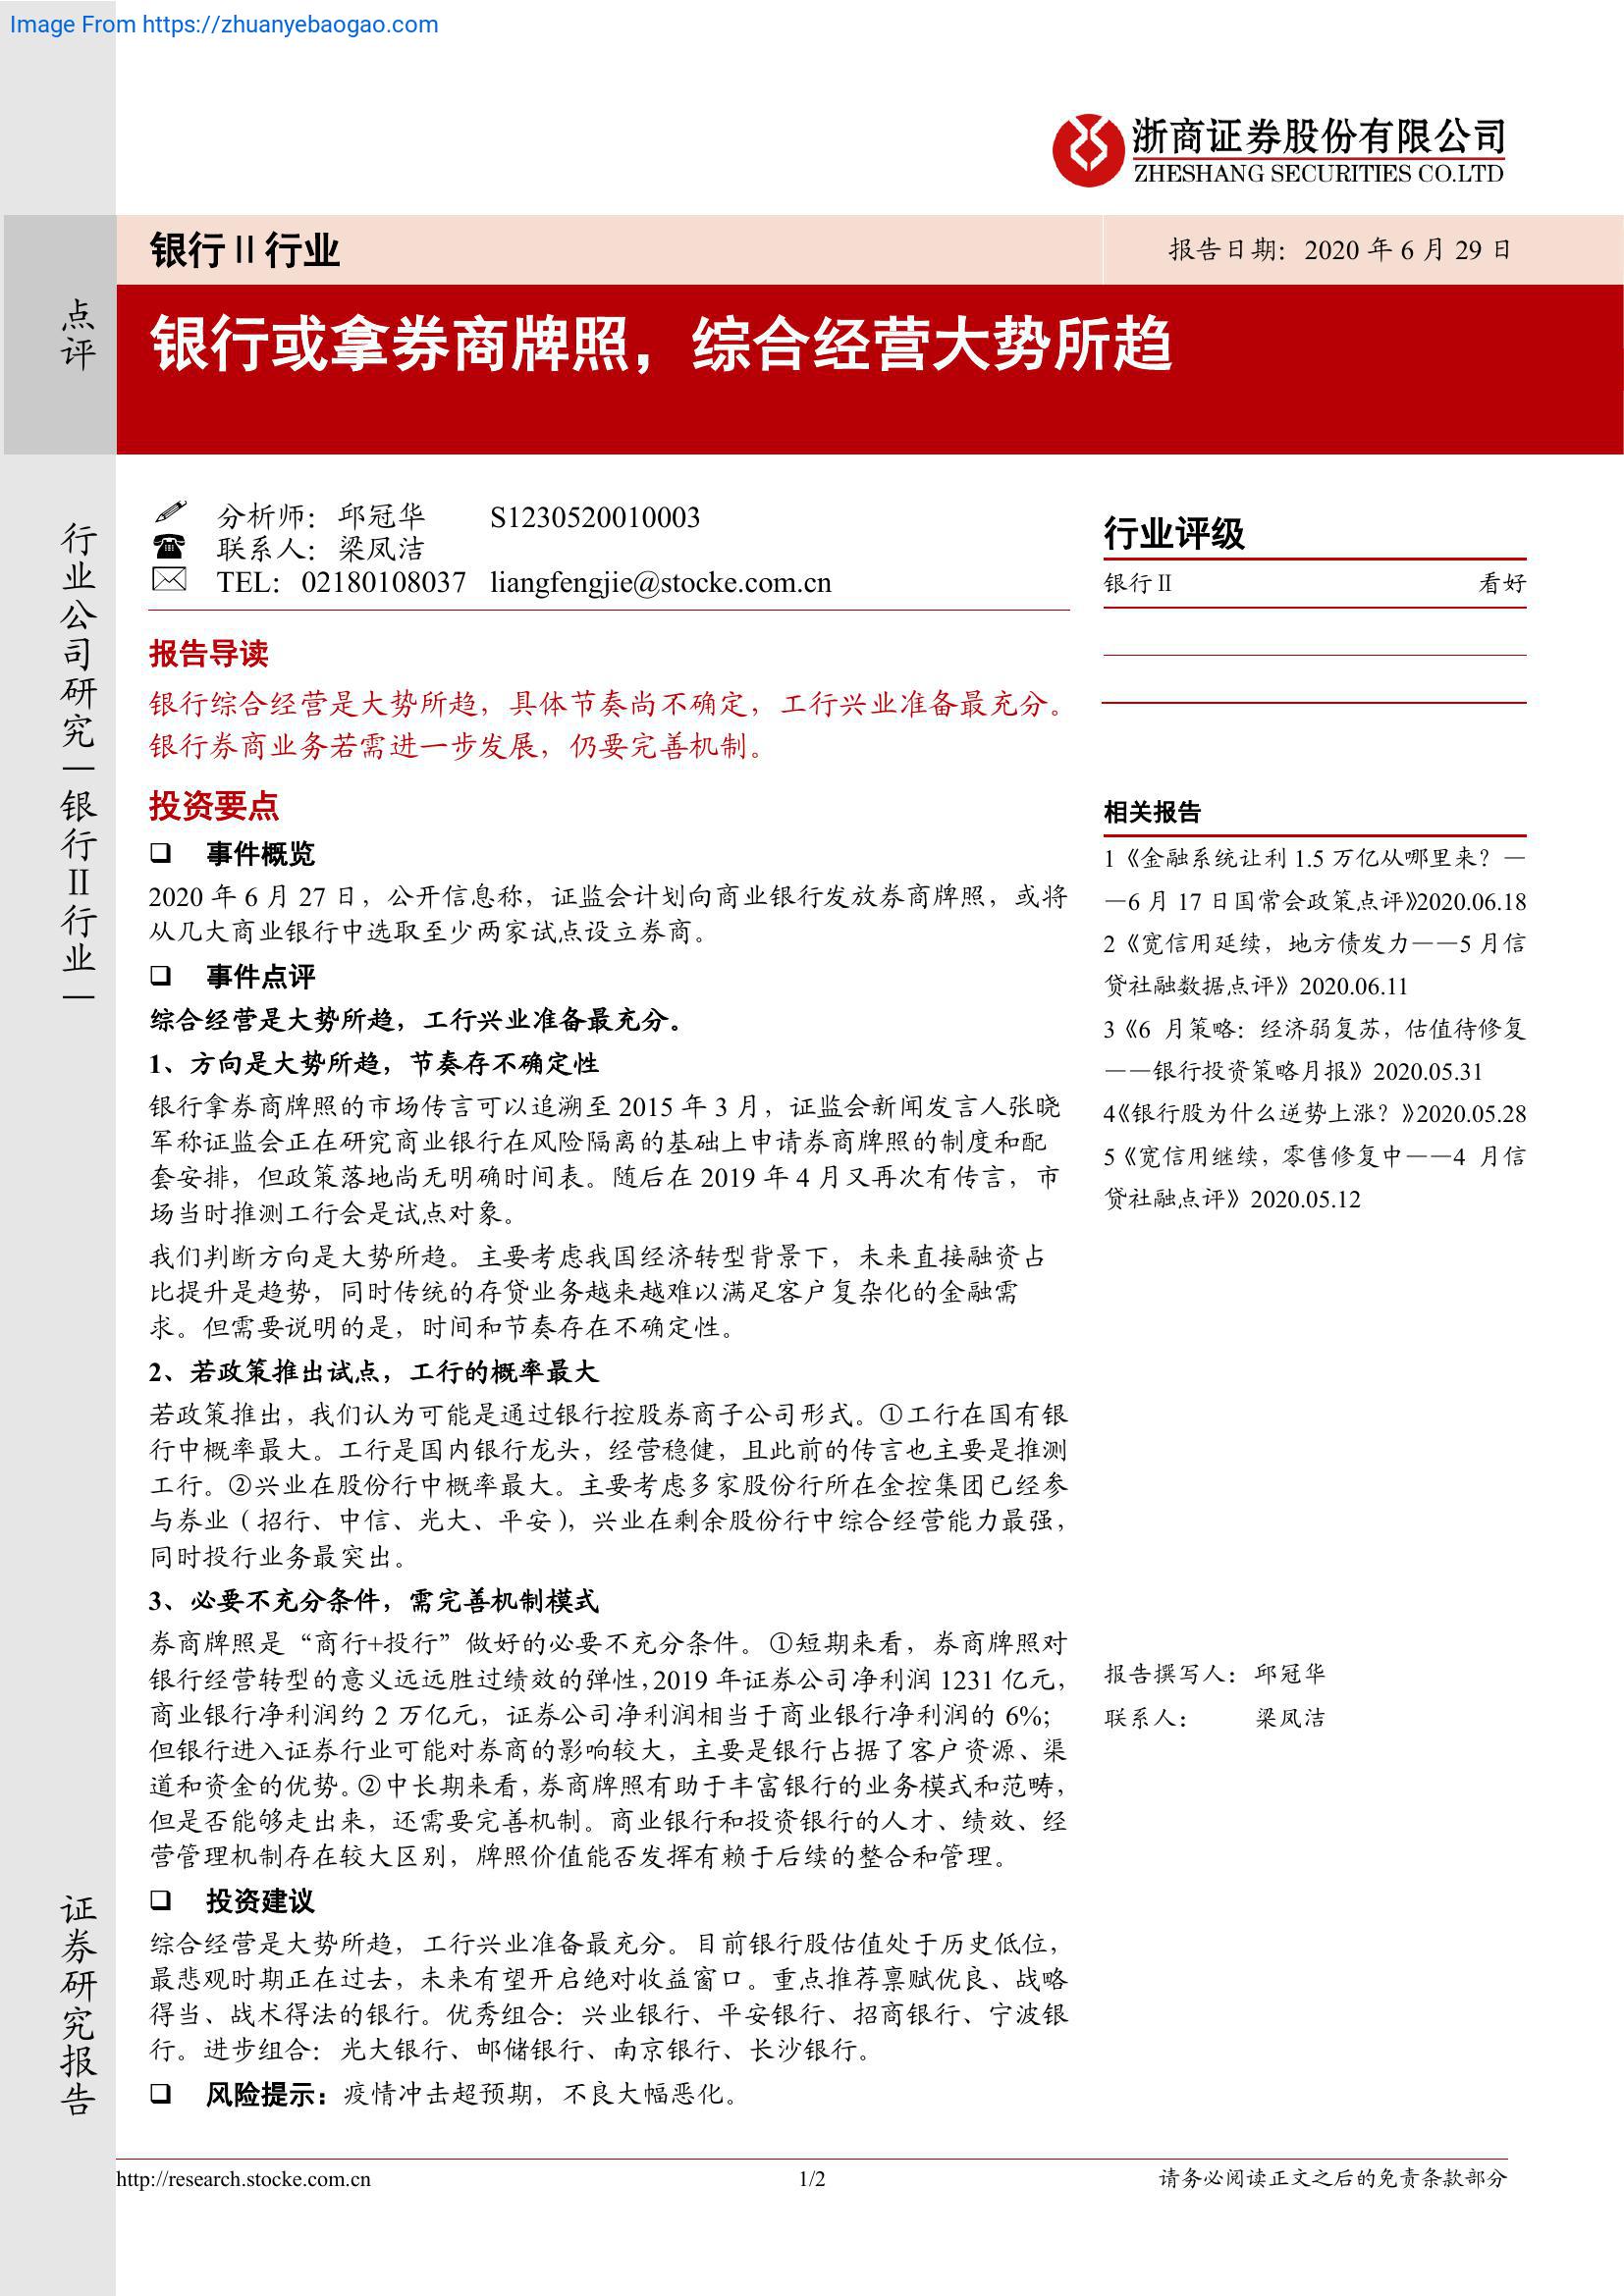 Image From https://zhuanyebaogao.com
浙商证券股份有限公司
ZHESHANG SECURITIES CO.LTD
银行Ⅱ行业
报告日期：2020 年 6 月 29 日
点评
银行或拿券商牌照，综合经营大势所趋
行业公司研究｜银行Ⅱ行业｜
分析师：邱冠华 S1230520010003
联系人：梁凤洁
TEL：02180108037 liangfengjie@stocke.com.cn
报告导读
银行综合经营是大势所趋，具体节奏尚不确定，工行兴业准备最充分。
银行券商业务若需进一步发展，仍要完善机制。
投资要点
❑ 事件概览
2020 年 6 月 27 日，公开信息称，证监会计划向商业银行发放券商牌照，或将
从几大商业银行中选取至少两家试点设立券商。
❑ 事件点评
综合经营是大势所趋，工行兴业准备最充分。
1、方向是大势所趋，节奏存不确定性
银行拿券商牌照的市场传言可以追溯至 2015 年 3 月，证监会新闻发言人张晓
军称证监会正在研究商业银行在风险隔离的基础上申请券商牌照的制度和配
套安排，但政策落地尚无明确时间表。随后在 2019 年 4 月又再次有传言，市
场当时推测工行会是试点对象。
我们判断方向是大势所趋。主要考虑我国经济转型背景下，未来直接融资占
比提升是趋势，同时传统的存贷业务越来越难以满足客户复杂化的金融需
求。但需要说明的是，时间和节奏存在不确定性。
2、若政策推出试点，工行的概率最大
若政策推出，我们认为可能是通过银行控股券商子公司形式。①工行在国有银
行中概率最大。工行是国内银行龙头，经营稳健，且此前的传言也主要是推测
工行。②兴业在股份行中概率最大。主要考虑多家股份行所在金控集团已经参
与券业（招行、中信、光大、平安），兴业在剩余股份行中综合经营能力最强，
同时投行业务最突出。
3、必要不充分条件，需完善机制模式
券商牌照是“商行+投行”做好的必要不充分条件。①短期来看，券商牌照对
银行经营转型的意义远远胜过绩效的弹性，2019 年证券公司净利润 1231 亿元，
商业银行净利润约 2 万亿元，证券公司净利润相当于商业银行净利润的 6%；
但银行进入证券行业可能对券商的影响较大，主要是银行占据了客户资源、渠
道和资金的优势。②中长期来看，券商牌照有助于丰富银行的业务模式和范畴，
但是否能够走出来，还需要完善机制。商业银行和投资银行的人才、绩效、经
营管理机制存在较大区别，牌照价值能否发挥有赖于后续的整合和管理。
❑ 投资建议
综合经营是大势所趋，工行兴业准备最充分。目前银行股估值处于历史低位，
最悲观时期正在过去，未来有望开启绝对收益窗口。重点推荐禀赋优良、战略
得当、战术得法的银行。优秀组合：兴业银行、平安银行、招商银行、宁波银
行。进步组合：光大银行、邮储银行、南京银行、长沙银行。
❑ 风险提示：疫情冲击超预期，不良大幅恶化。
行业评级
银行Ⅱ 看好
相关报告
1《金融系统让利 1.5 万亿从哪里来？—
—6 月 17 日国常会政策点评》2020.06.18
2《宽信用延续，地方债发力——5 月信
贷社融数据点评》2020.06.11
3《6 月策略：经济弱复苏，估值待修复
——银行投资策略月报》2020.05.31
4《银行股为什么逆势上涨？》2020.05.28
5《宽信用继续，零售修复中——4 月信
贷社融点评》2020.05.12
报告撰写人：邱冠华
联系人： 梁凤洁
证券研究报告
http://research.stocke.com.cn
1/2
请务必阅读正文之后的免责条款部分